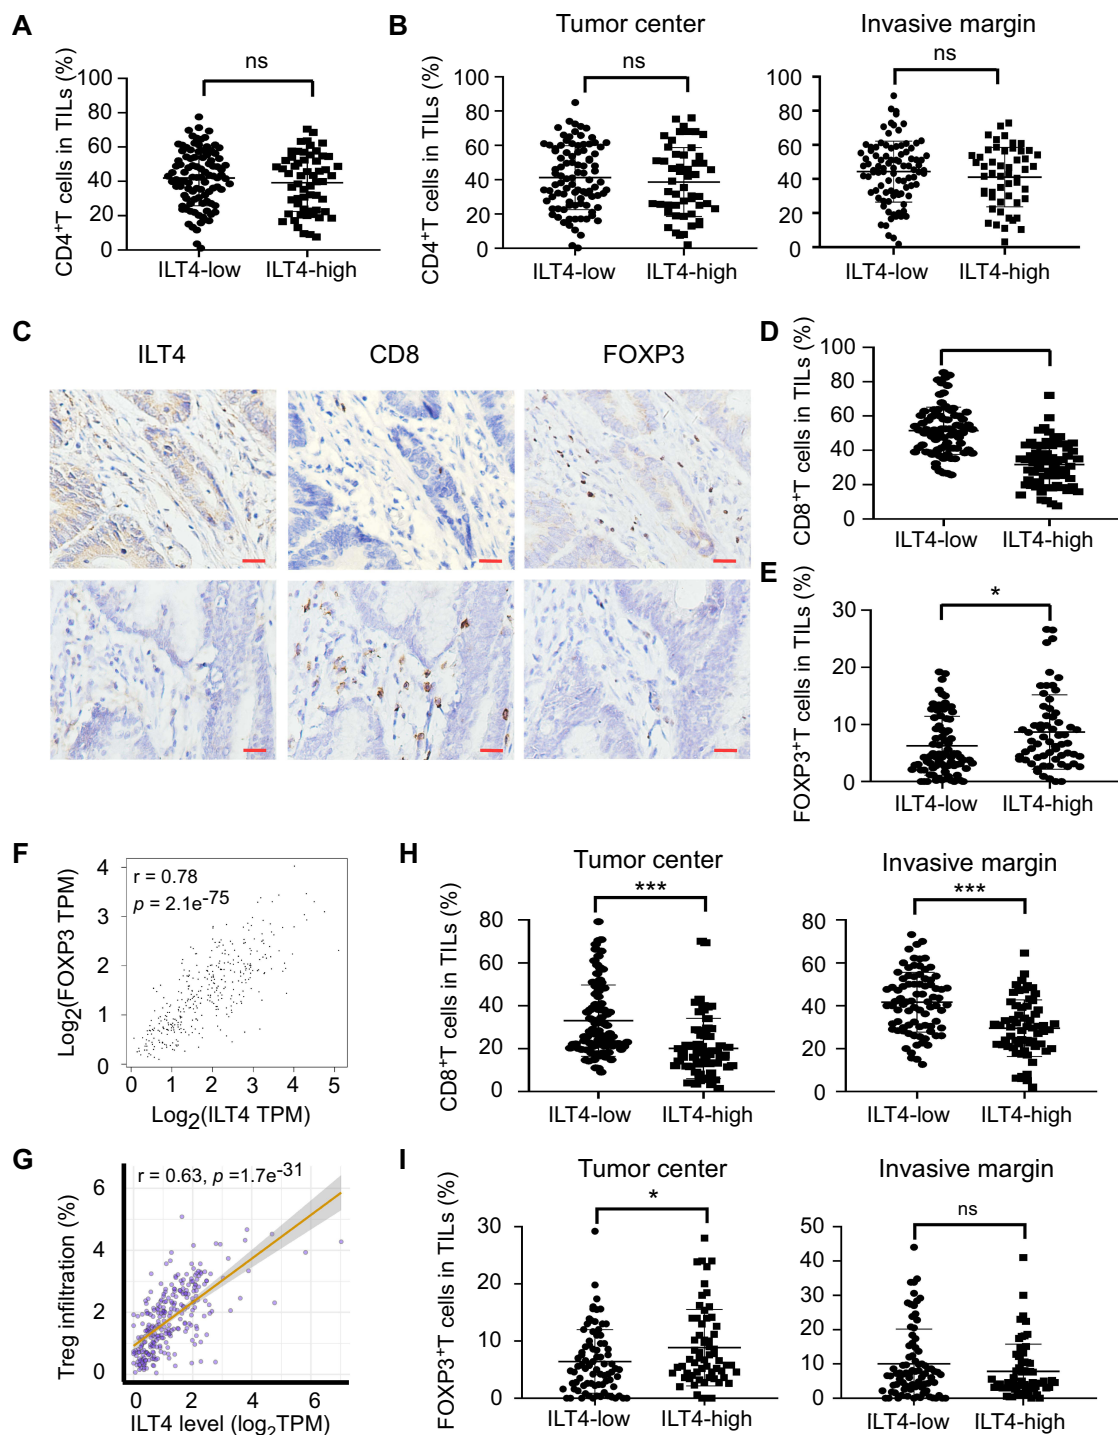 A
CD4+T cells in TILs (%)
100
80
60
40
20
0
ns
ILT4-low
ILT4-high
B
Tumor center
CD4+T cells in TILs (%)
100
80
60
40
20
0
ns
ILT4-low
ILT4-high
Invasive margin
100
80
60
40
20
0
ns
ILT4-low
ILT4-high
C
ILT4
CD8
FOXP3
D
CD8+T cells in TILs (%)
100
80
60
40
20
0
ILT4-low
ILT4-high
E
FOXP3+T cells in TILs (%)
30
20
10
0
*
ILT4-low
ILT4-high
F
Log2(FOXP3 TPM)
4
3
2
1
0
r = 0.78
p = 2.1e-75
0 1 2 3 4 5
Log2(ILT4 TPM)
G
Treg infiltration (%)
6
4
2
0
r = 0.63, p =1.7e-31
0 2 4 6
ILT4 level (log2TPM)
H
Tumor center
CD8+T cells in TILs (%)
80
60
40
20
0
***
ILT4-low
ILT4-high
Invasive margin
80
60
40
20
0
***
ILT4-low
ILT4-high
I
Tumor center
FOXP3+T cells in TILs (%)
30
20
10
0
*
ILT4-low
ILT4-high
Invasive margin
50
40
30
20
10
0
ns
ILT4-low
ILT4-high